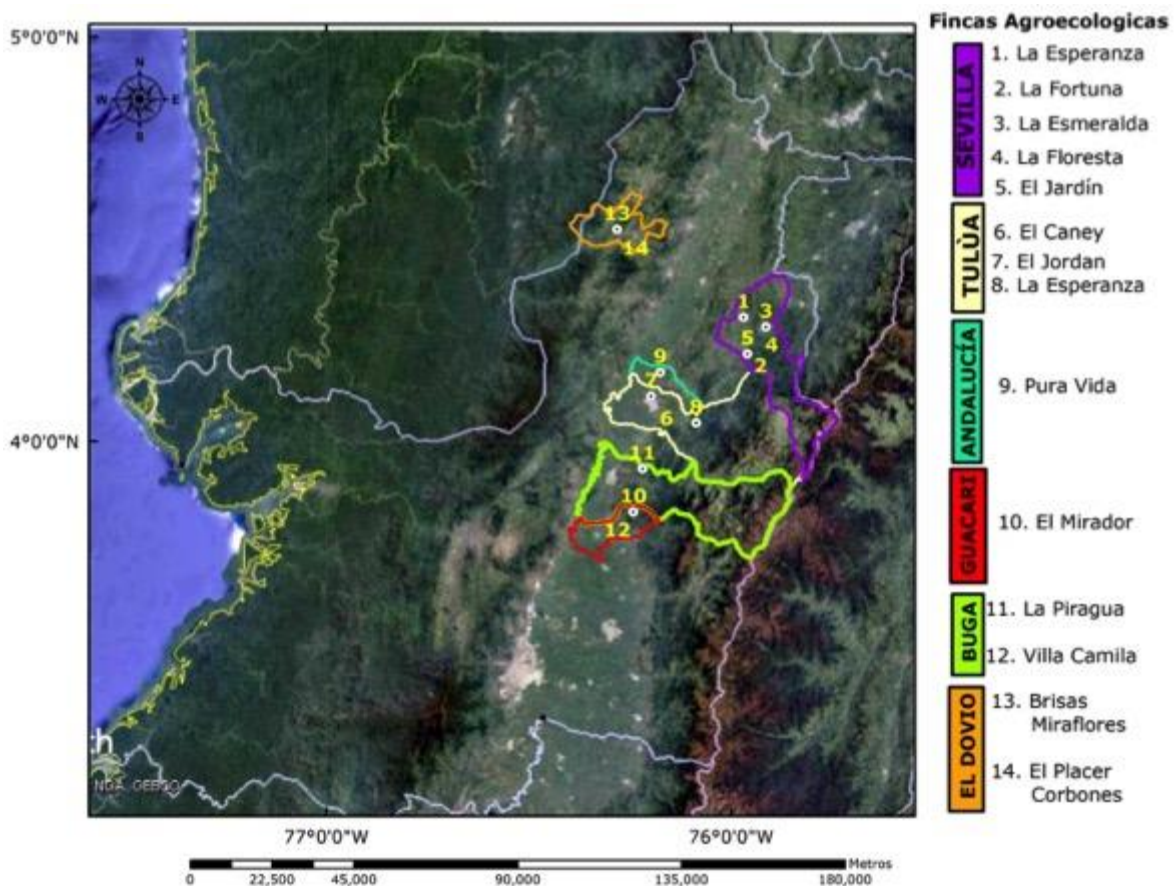 Fincas Agroecologicas
5°0'0"N
4°0'0"N
N
W E
S
13
14
1
3
5
4
2
9
7
8
6
11
10
12
NOAA GEBCO
77°0'0"W
76°0'0"W
Metros
0 22,500 45,000 90,000 135,000 180,000
SEVILLA
1. La Esperanza
2. La Fortuna
3. La Esmeralda
4. La Floresta
5. El Jardín
TULÙA
6. El Caney
7. El Jordan
8. La Esperanza
ANDALUCÍA
9. Pura Vida
GUACARI
10. El Mirador
BUGA
11. La Piragua
12. Villa Camila
EL DOVIO
13. Brisas
Miraflores
14. El Placer
Corbones